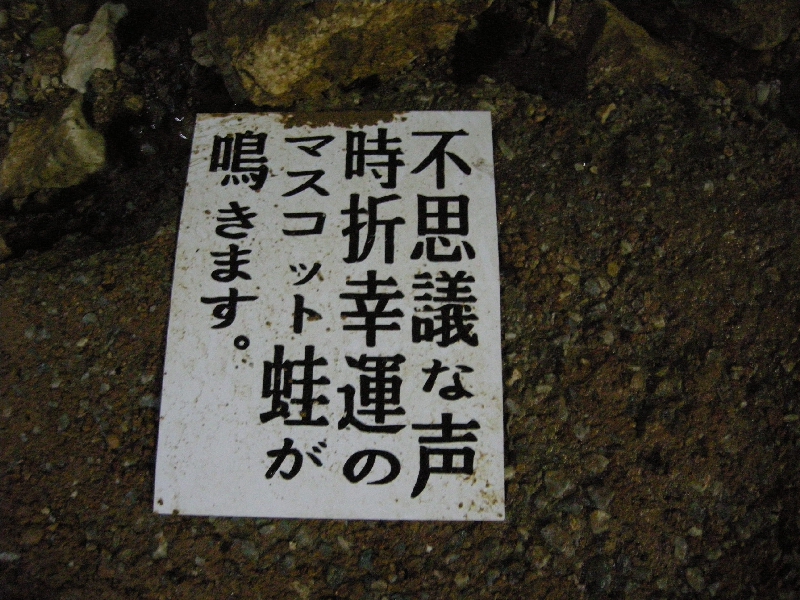 不思議な声
時折幸運の
マスコット蛙が
鳴きます。